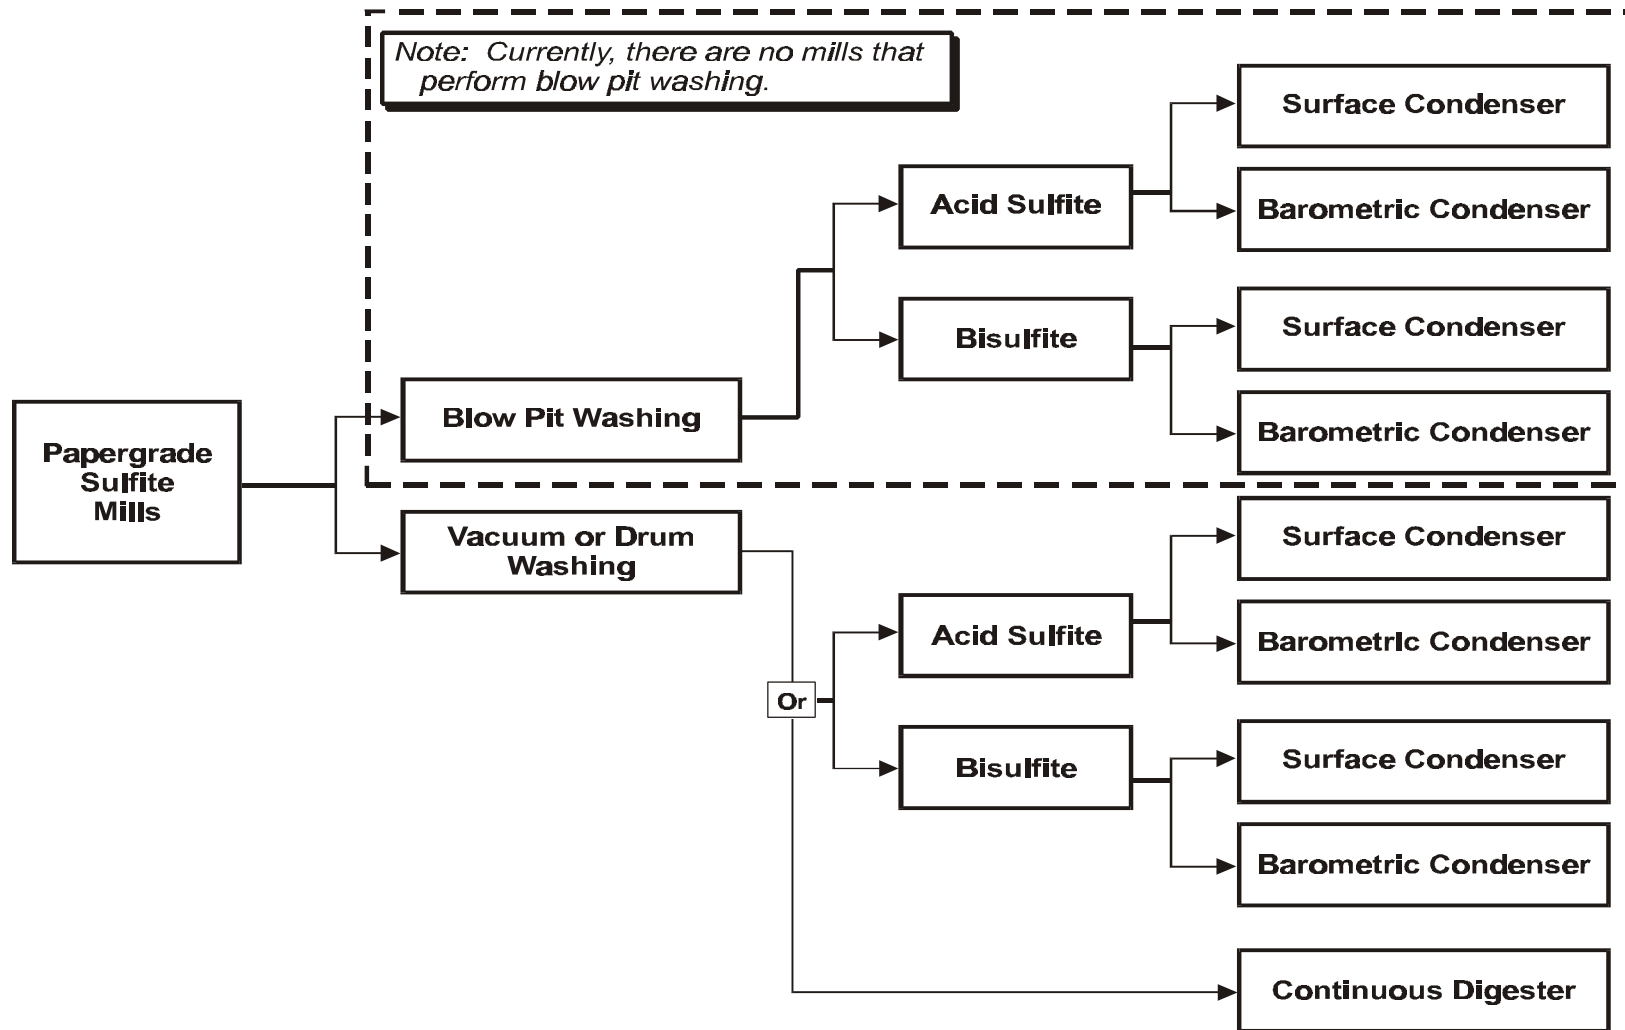 Note: Currently, there are no mills that
perform blow pit washing.
Surface Condenser
Acid Sulfite
Barometric Condenser
Surface Condenser
Bisulfite
Blow Pit Washing
Barometric Condenser
Papergrade
Sulfite
Mills
Vacuum or Drum
Washing
Surface Condenser
Acid Sulfite
Barometric Condenser
Or
Surface Condenser
Bisulfite
Barometric Condenser
Continuous Digester